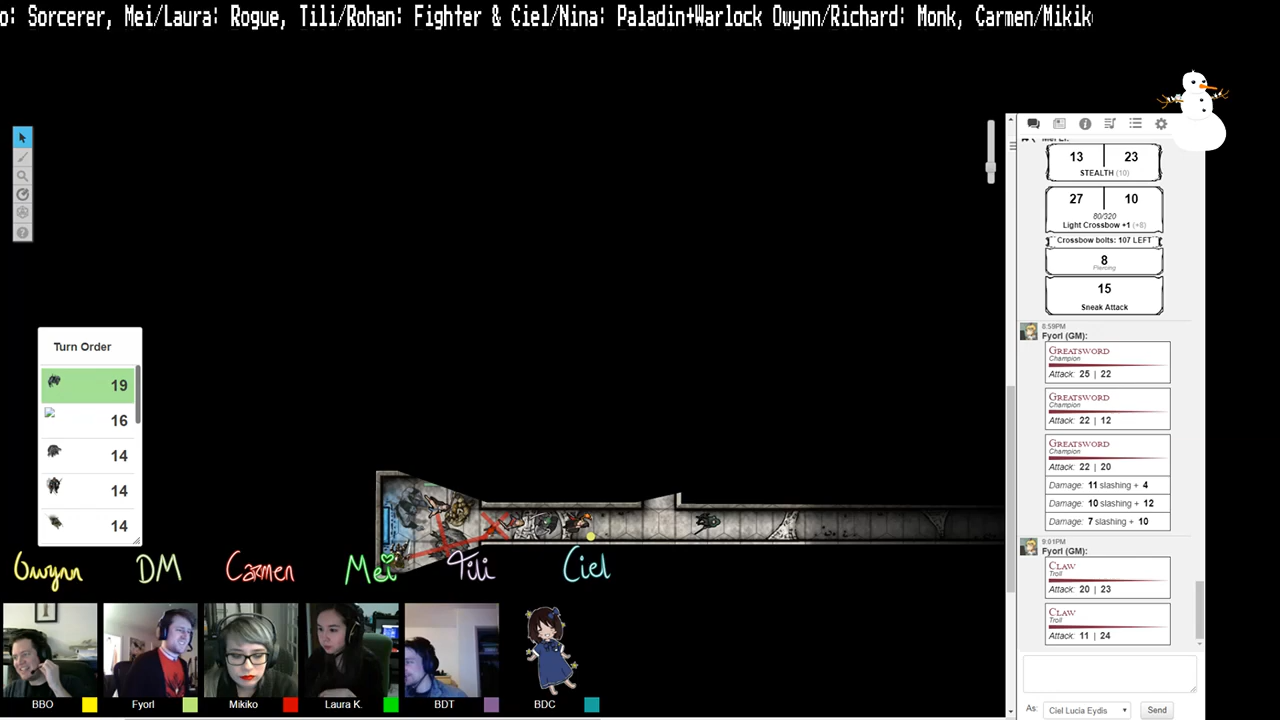 o: Sorcerer, Mei/Laura: Rogue, Tili/Rohan: Fighter & Ciel/Nina: Paladin+Warlock Owynn/Richard: Monk, Carmen/Mikiko
13 23
STEALTH (10)
27 10
80/320
Light Crossbow +1 (+8)
Crossbow bolts: 107 LEFT
8
Piercing
15
Sneak Attack
8:59PM
Fyorl (GM):
GREATSWORD
Champion
Attack: 25 | 22
GREATSWORD
Champion
Attack: 22 | 12
GREATSWORD
Champion
Attack: 22 | 20
Damage: 11 slashing + 4
Damage: 10 slashing + 12
Damage: 7 slashing + 10
9:01PM
Fyorl (GM):
CLAW
Troll
Attack: 20 | 23
CLAW
Troll
Attack: 11 | 24
As: Ciel Lucia Eydis
Send
Turn Order
19
16
14
14
14
Owynn DM Carmen Mei Tili Ciel
BBO Fyorl Mikiko Laura K. BDT BDC